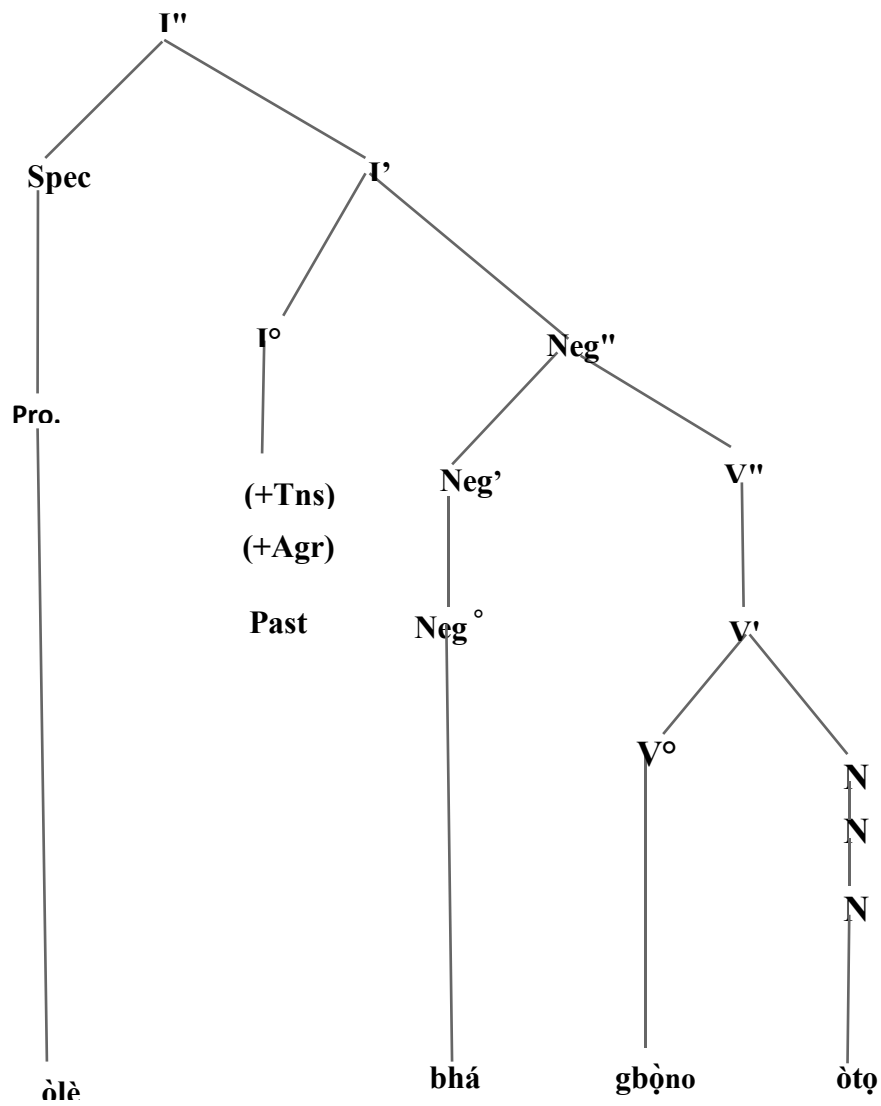 I"
Spec
I’
I°
Neg"
Pro.
Neg’
V"
(+Tns)
(+Agr)
Past
Neg °
V'
V°
N
N
N
òlè
bhá
gbọ̀no
òtọ